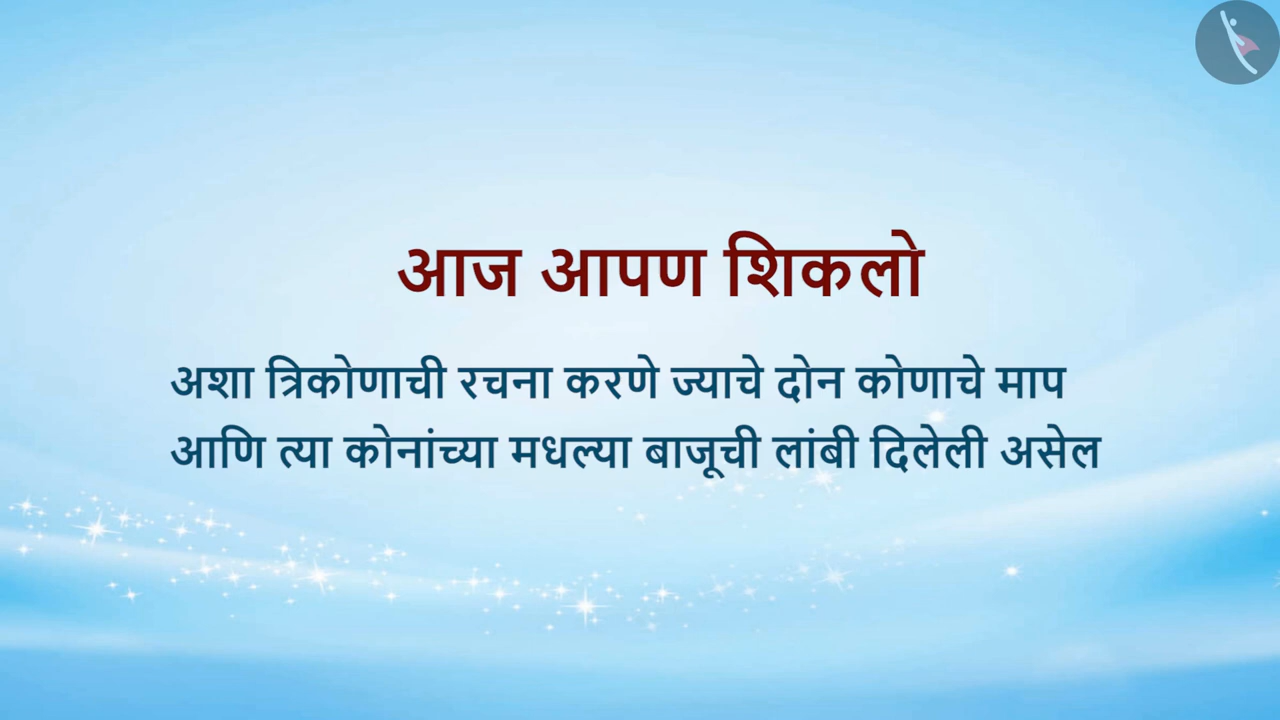 आज आपण शिकलो
अशा त्रिकोणाची रचना करणे ज्याचे दोन कोणाचे माप
आणि त्या कोनांच्या मधल्या बाजूची लांबी दिलेली असेल